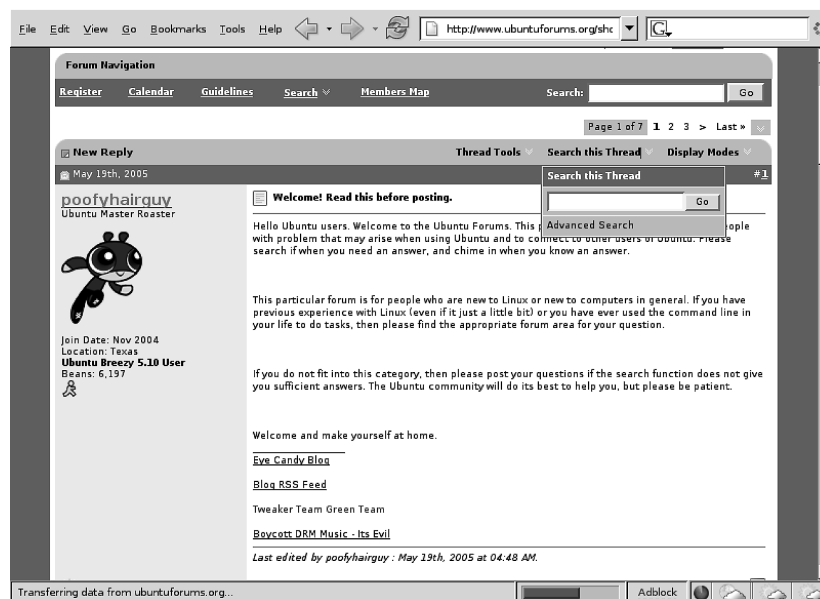 File Edit View Go Bookmarks Tools Help http://www.ubuntuforums.org/shc G
Forum Navigation
Register Calendar Guidelines Search Members Map Search: Go
Page 1 of 7 1 2 3 > Last »
New Reply Thread Tools Search this Thread Display Modes
May 19th, 2005 #1
Search this Thread
Go
Advanced Search
poofyhairguy
Ubuntu Master Roaster
Join Date: Nov 2004
Location: Texas
Ubuntu Breezy 5.10 User
Beans: 6,197
Welcome! Read this before posting.
Hello Ubuntu users. Welcome to the Ubuntu Forums. This eople
with problem that may arise when using Ubuntu and to connect to other users of Ubuntu. Please
search if when you need an answer, and chime in when you know an answer.
This particular forum is for people who are new to Linux or new to computers in general. If you have
previous experience with Linux (even if it just a little bit) or you have ever used the command line in
your life to do tasks, then please find the appropriate forum area for your question.
If you do not fit into this category, then please post your questions if the search function does not give
you sufficient answers. The Ubuntu community will do its best to help you, but please be patient.
Welcome and make yourself at home.
Eye Candy Blog
Blog RSS Feed
Tweaker Team Green Team
Boycott DRM Music - Its Evil
Last edited by poofyhairguy : May 19th, 2005 at 04:48 AM.
Transferring data from ubuntuforums.org... Adblock